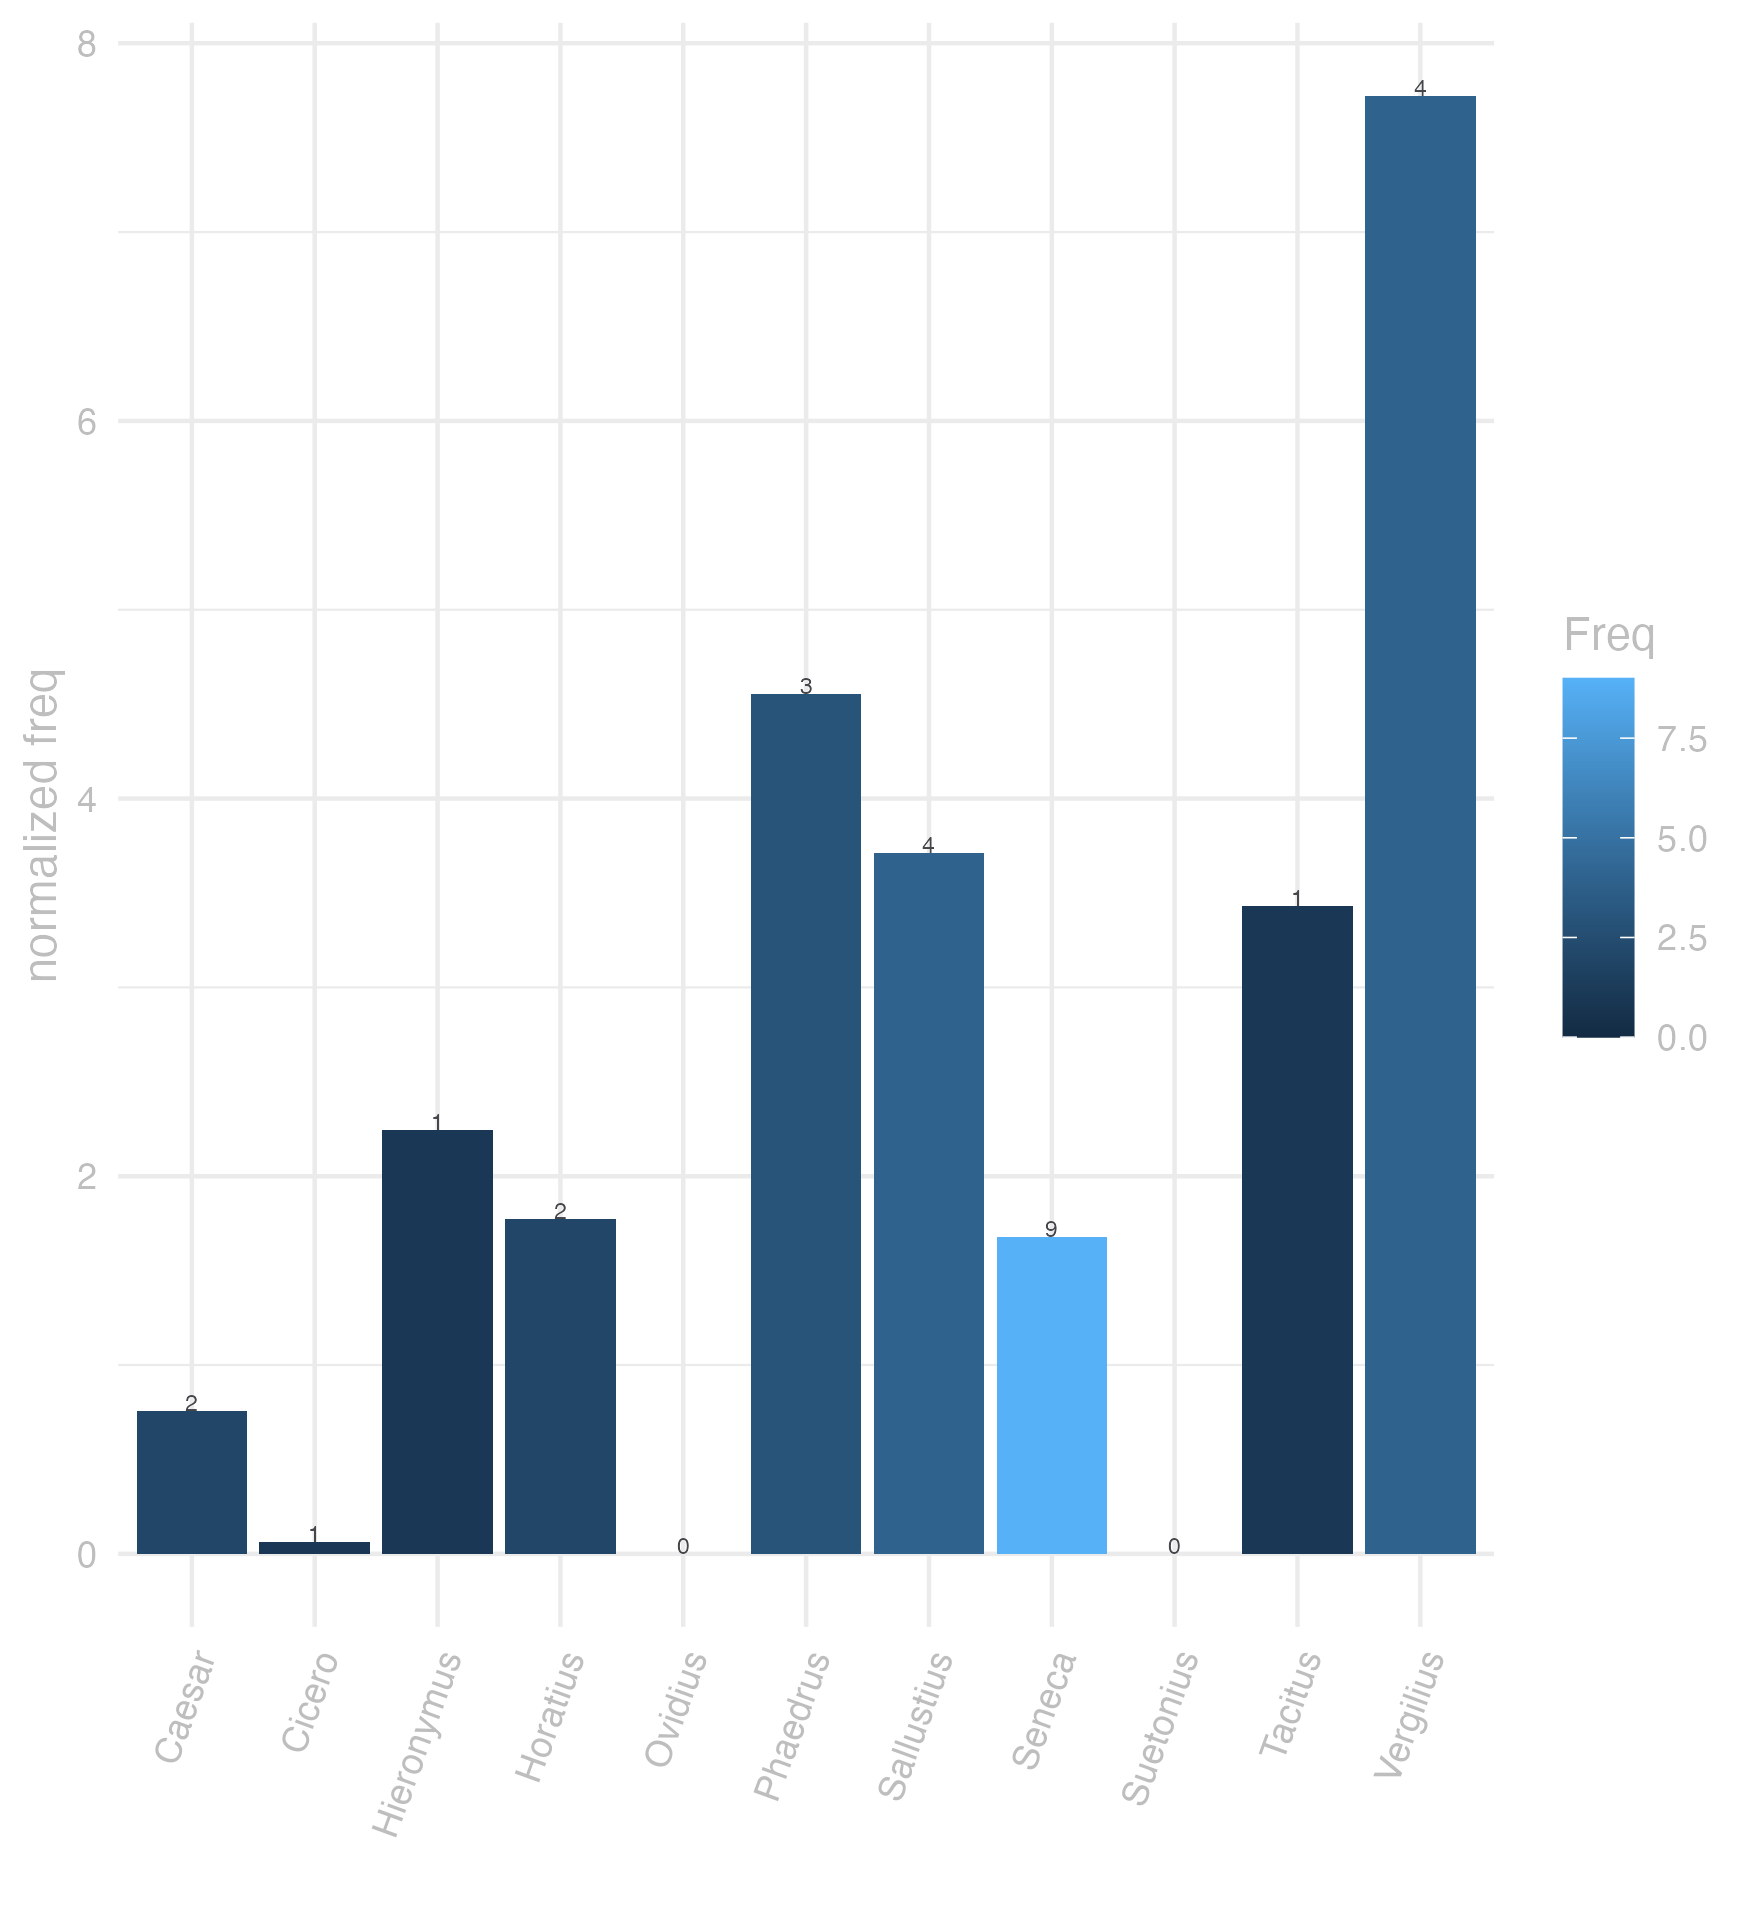 8
6
4
2
0
normalized freq
4
3
4
1
1
2
9
2
1
0
0
Caesar
Cicero
Hieronymus
Horatius
Ovidius
Phaedrus
Sallustius
Seneca
Suetonius
Tacitus
Vergilius
Freq
7.5
5.0
2.5
0.0